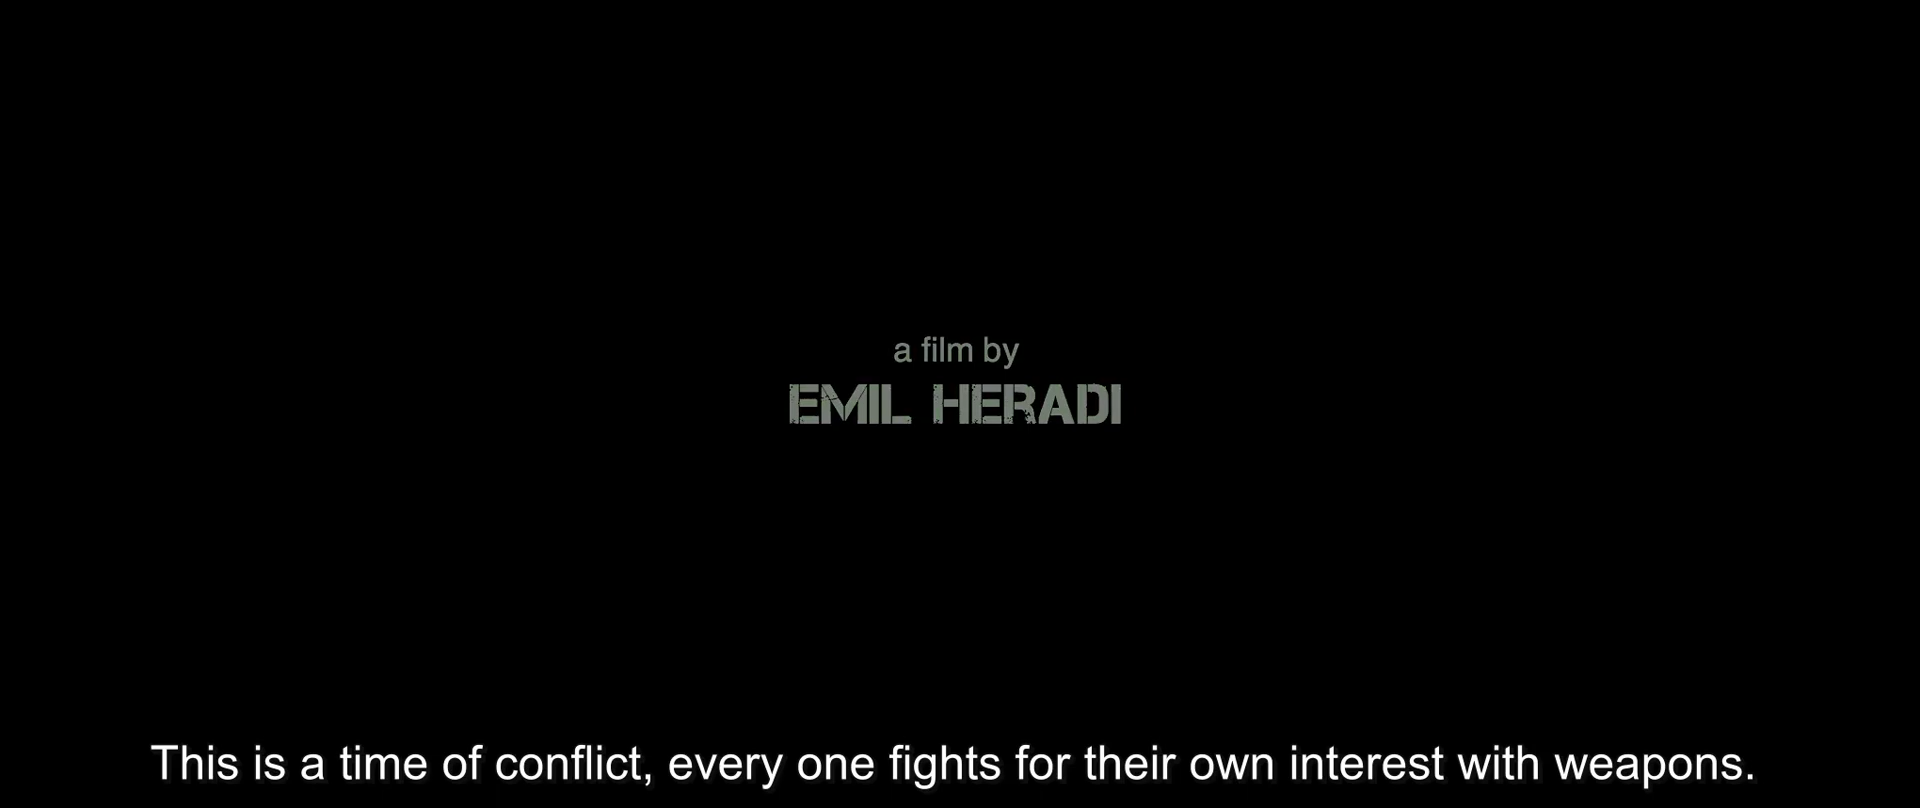 a film by
EMIL HERADI
This is a time of conflict, every one fights for their own interest with weapons.